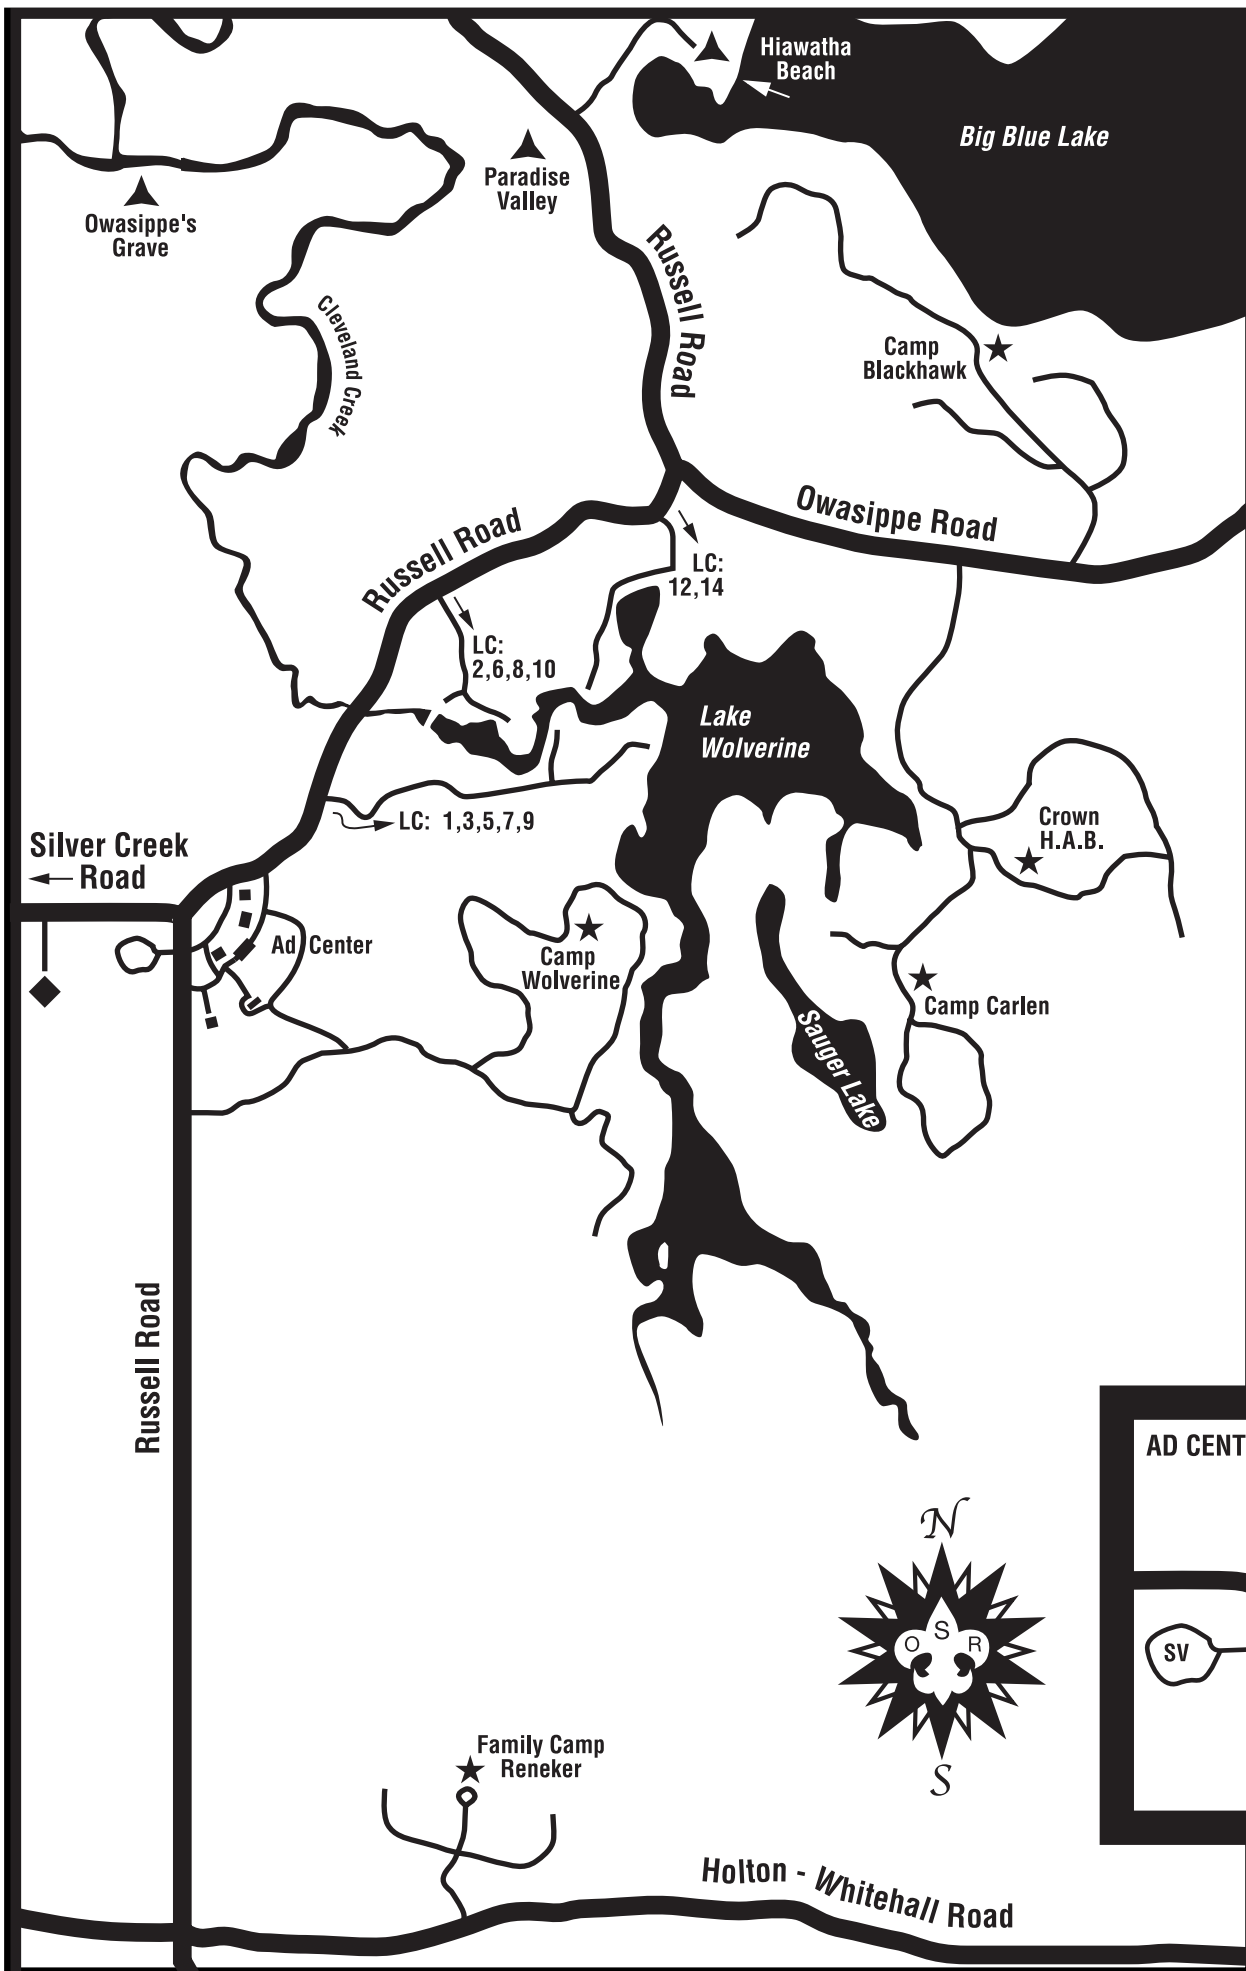 Hiawatha
Beach
Big Blue Lake
Paradise
Valley
Owasippe's
Grave
Russell Road
Cleveland Creek
Camp
Blackhawk
Owasippe Road
Russell Road
LC:
12,14
LC:
2,6,8,10
Lake
Wolverine
LC: 1,3,5,7,9
Crown
H.A.B.
Silver Creek
Road
Ad Center
Camp
Wolverine
Camp Carlen
Sauger Lake
Russell Road
AD CENT
N
O S R
SV
S
Family Camp
Reneker
Holton - Whitehall Road